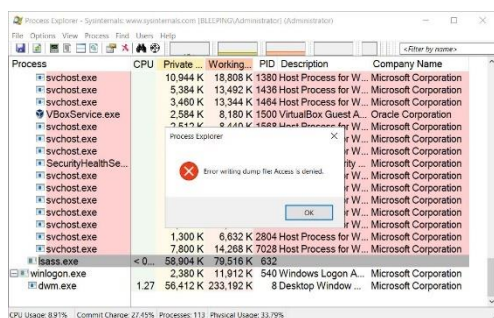 Process Explorer - Sysinternals: www.sysinternals.com [BLEEPING\Administrator] (Administrator)
File Options View Process Find Users Help
<Filter by name>
Process CPU Private ... Working... PID Description Company Name
svchost.exe 10,944 K 18,808 K 1380 Host Process for W... Microsoft Corporation
svchost.exe 5,384 K 13,492 K 1436 Host Process for W... Microsoft Corporation
svchost.exe 3,460 K 13,344 K 1464 Host Process for W... Microsoft Corporation
VBoxService.exe 2,584 K 8,180 K 1500 VirtualBox Guest A... Oracle Corporation
svchost.exe 2,512 K 8,440 K 1568 Host Process for W... Microsoft Corporation
svchost.exe r W... Microsoft Corporation
Process Explorer
svchost.exe r W... Microsoft Corporation
SecurityHealthSe... ity ... Microsoft Corporation
Error writing dump file: Access is denied.
svchost.exe r W... Microsoft Corporation
svchost.exe r W... Microsoft Corporation
svchost.exe r W... Microsoft Corporation
OK
svchost.exe r W... Microsoft Corporation
svchost.exe 1,300 K 6,632 K 2804 Host Process for W... Microsoft Corporation
svchost.exe 7,800 K 14,268 K 7028 Host Process for W... Microsoft Corporation
lsass.exe < 0... 58,904 K 79,516 K 632
winlogon.exe 2,380 K 11,912 K 540 Windows Logon A... Microsoft Corporation
dwm.exe 1.27 56,412 K 233,192 K 8 Desktop Window ... Microsoft Corporation
CPU Usage: 8.91% Commit Charge: 27.45% Processes: 113 Physical Usage: 33.79%